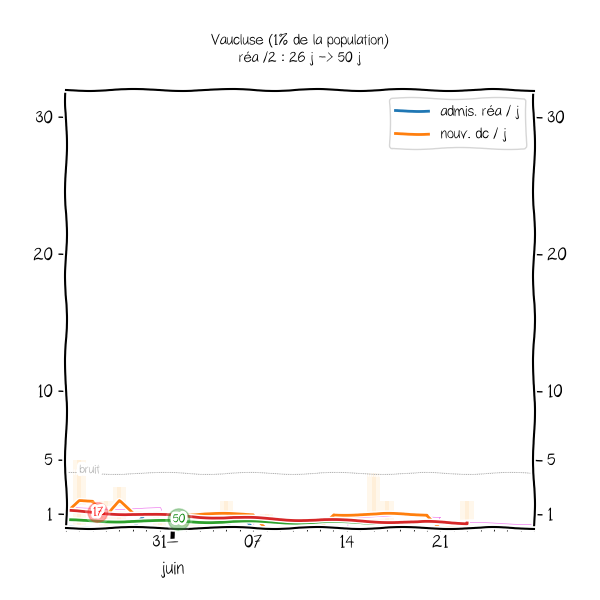 Vaucluse (1% de la population)
réa /2 : 26 j -> 50 j
admis. réa / j
nouv. dc / j
30 30
20 20
10 10
5 5
bruit
1 1
17
50
31 07 14 21
juin